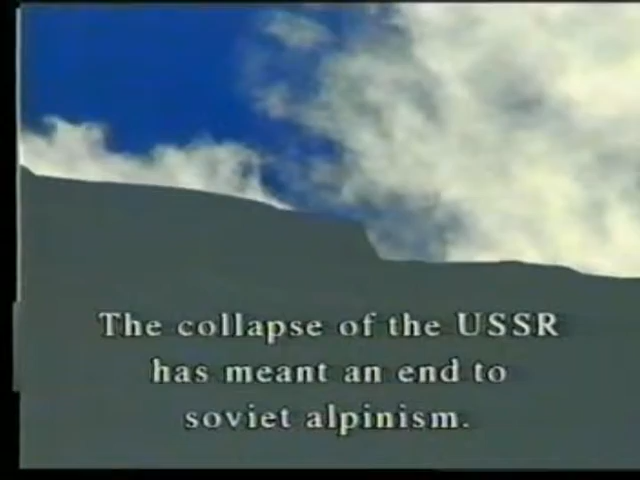 The collapse of the USSR
has meant an end to
soviet alpinism.